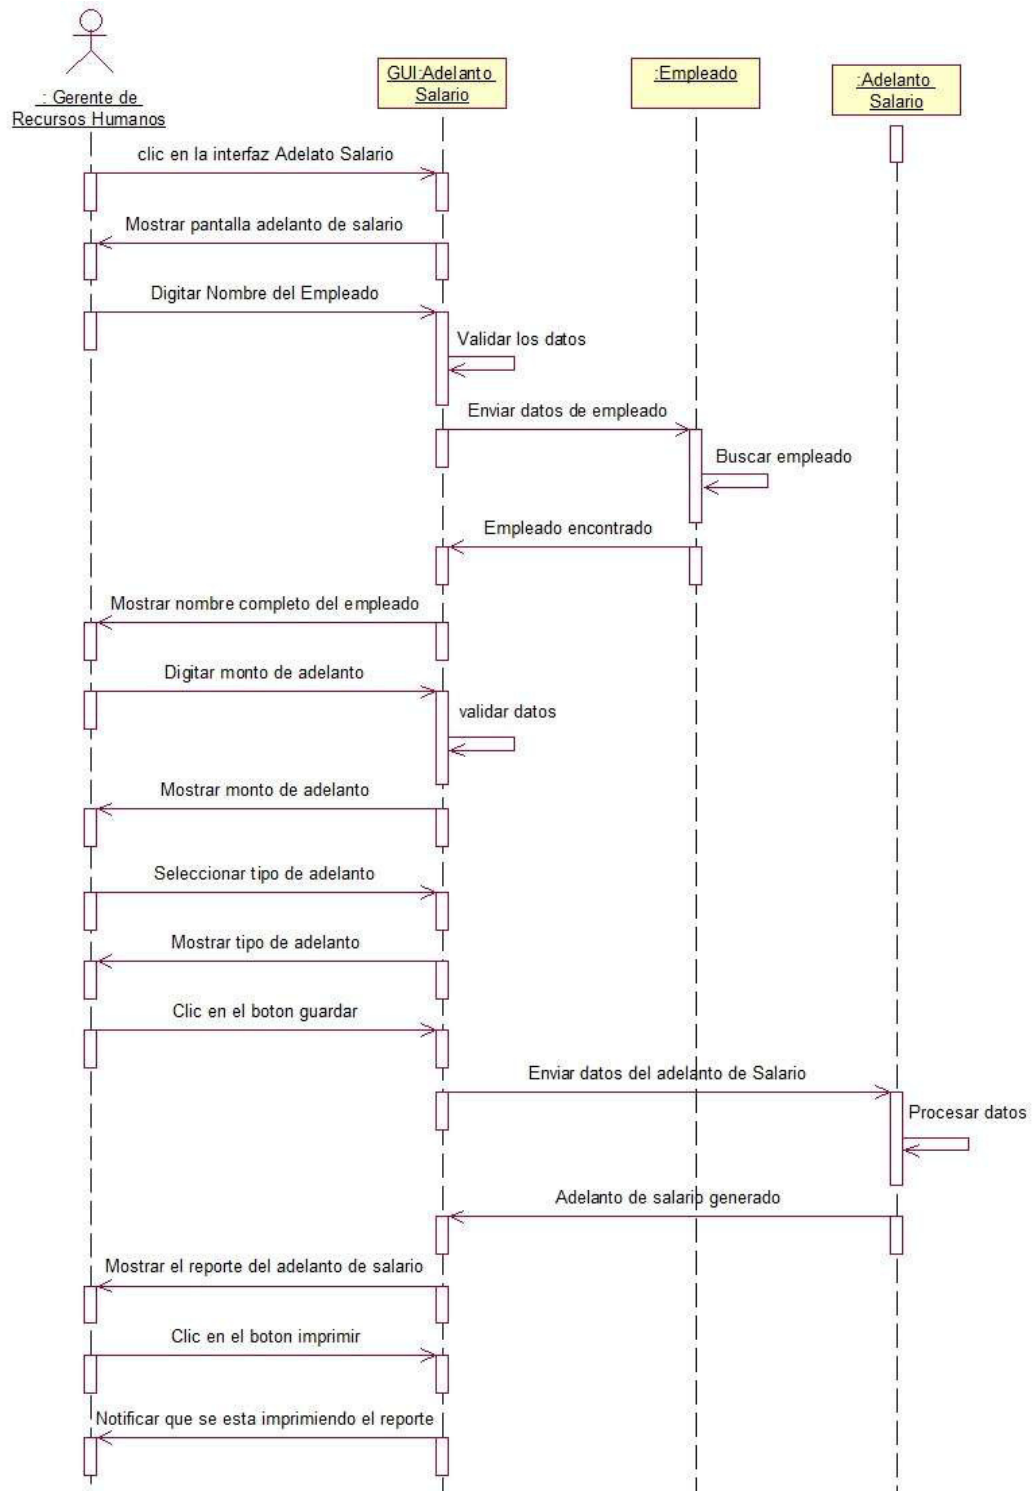 : Gerente de
Recursos Humanos
GUI:Adelanto
Salario
:Empleado
:Adelanto
Salario
clic en la interfaz Adelato Salario
Mostrar pantalla adelanto de salario
Digitar Nombre del Empleado
Validar los datos
Enviar datos de empleado
Buscar empleado
Empleado encontrado
Mostrar nombre completo del empleado
Digitar monto de adelanto
validar datos
Mostrar monto de adelanto
Seleccionar tipo de adelanto
Mostrar tipo de adelanto
Clic en el boton guardar
Enviar datos del adelanto de Salario
Procesar datos
Adelanto de salario generado
Mostrar el reporte del adelanto de salario
Clic en el boton imprimir
Notificar que se esta imprimiendo el reporte